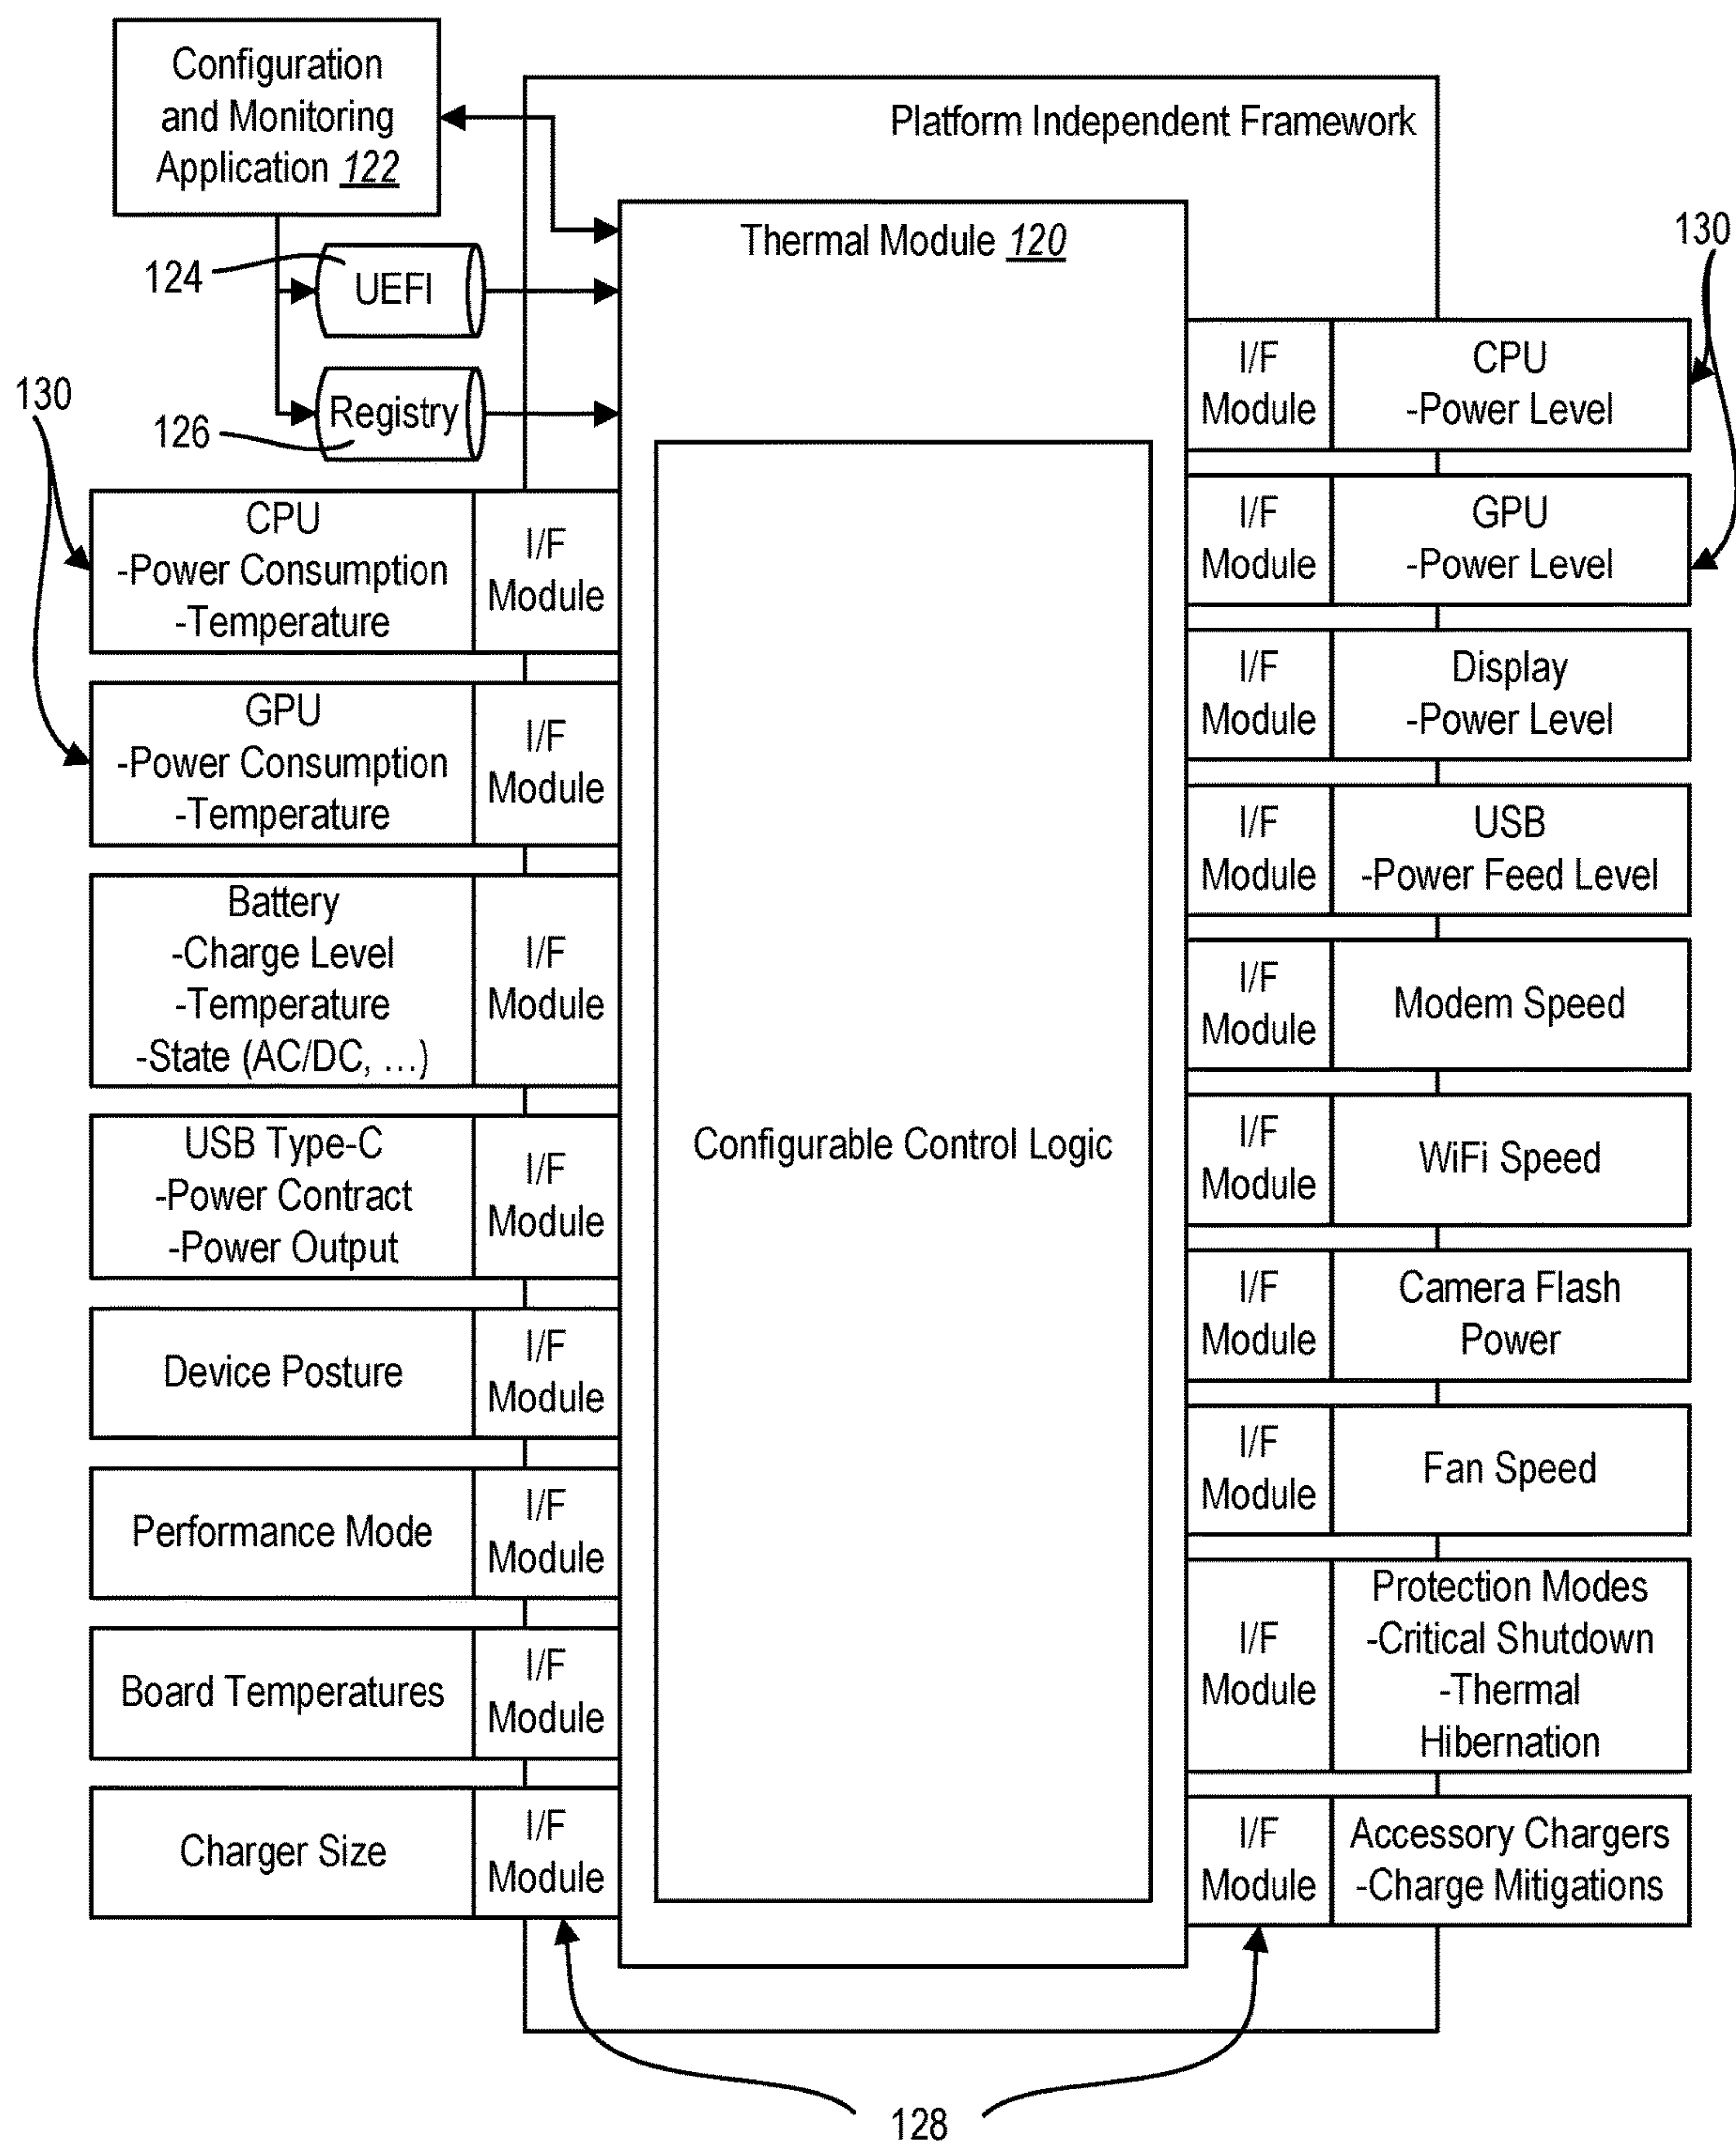 Configuration
and Monitoring
Application 122
Platform Independent Framework
Thermal Module 120
124
UEFI
126
Registry
130
130
CPU
-Power Consumption
-Temperature
I/F
Module
GPU
-Power Consumption
-Temperature
I/F
Module
Battery
-Charge Level
-Temperature
-State (AC/DC, ...)
I/F
Module
USB Type-C
-Power Contract
-Power Output
I/F
Module
Device Posture
I/F
Module
Performance Mode
I/F
Module
Board Temperatures
I/F
Module
Charger Size
I/F
Module
Configurable Control Logic
I/F
Module
CPU
-Power Level
I/F
Module
GPU
-Power Level
I/F
Module
Display
-Power Level
I/F
Module
USB
-Power Feed Level
I/F
Module
Modem Speed
I/F
Module
WiFi Speed
I/F
Module
Camera Flash
Power
I/F
Module
Fan Speed
I/F
Module
Protection Modes
-Critical Shutdown
-Thermal
Hibernation
I/F
Module
Accessory Chargers
-Charge Mitigations
128